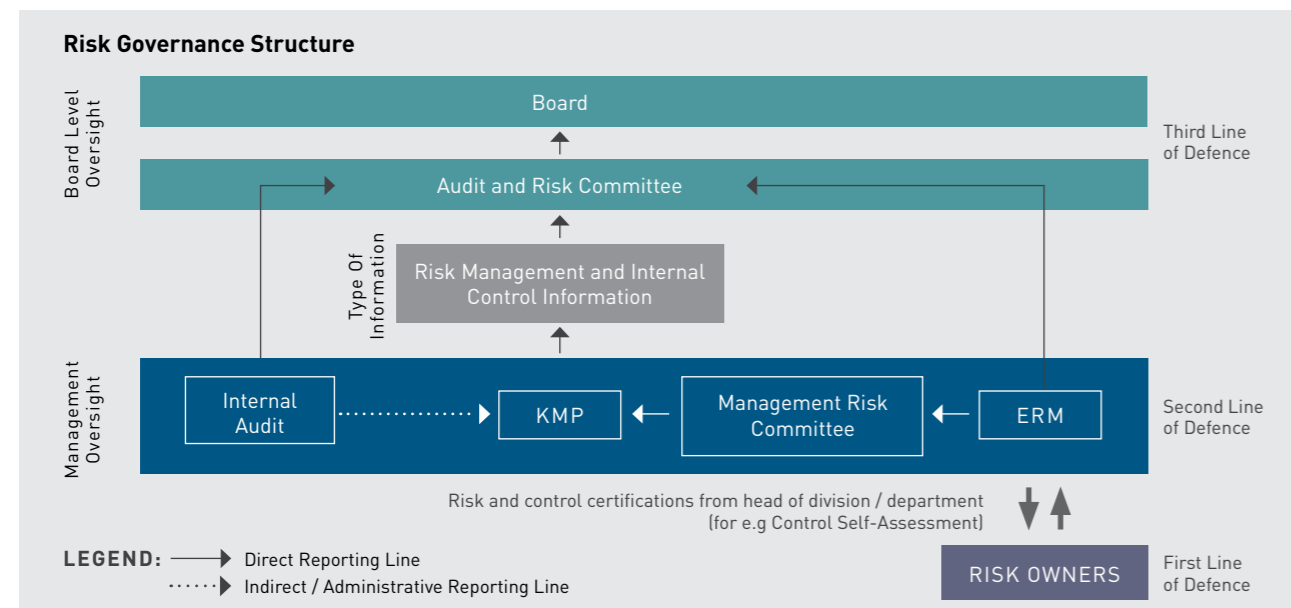 Risk Governance Structure
Board Level
Oversight
Board
Third Line
of Defence
Audit and Risk Committee
Type Of
Information
Risk Management and Internal
Control Information
Management
Oversight
Internal
Audit
KMP
Management Risk
Committee
ERM
Second Line
of Defence
Risk and control certifications from head of division / department
(for e.g Control Self-Assessment)
LEGEND:
Direct Reporting Line
Indirect / Administrative Reporting Line
RISK OWNERS
First Line
of Defence